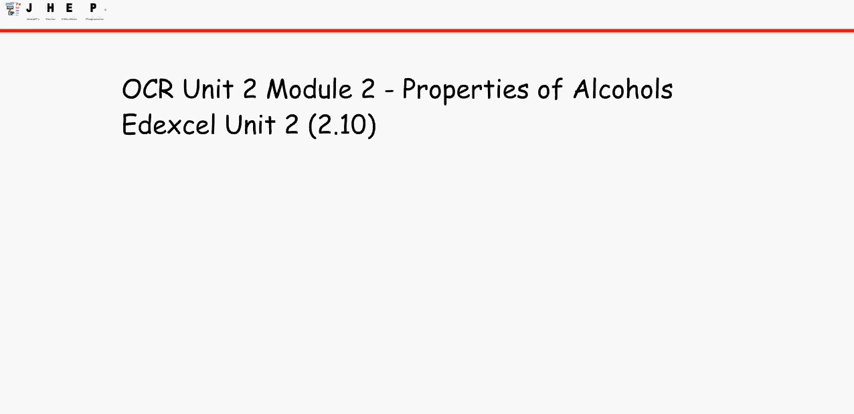 J H E P
OCR Unit 2 Module 2 - Properties of Alcohols
Edexcel Unit 2 (2.10)